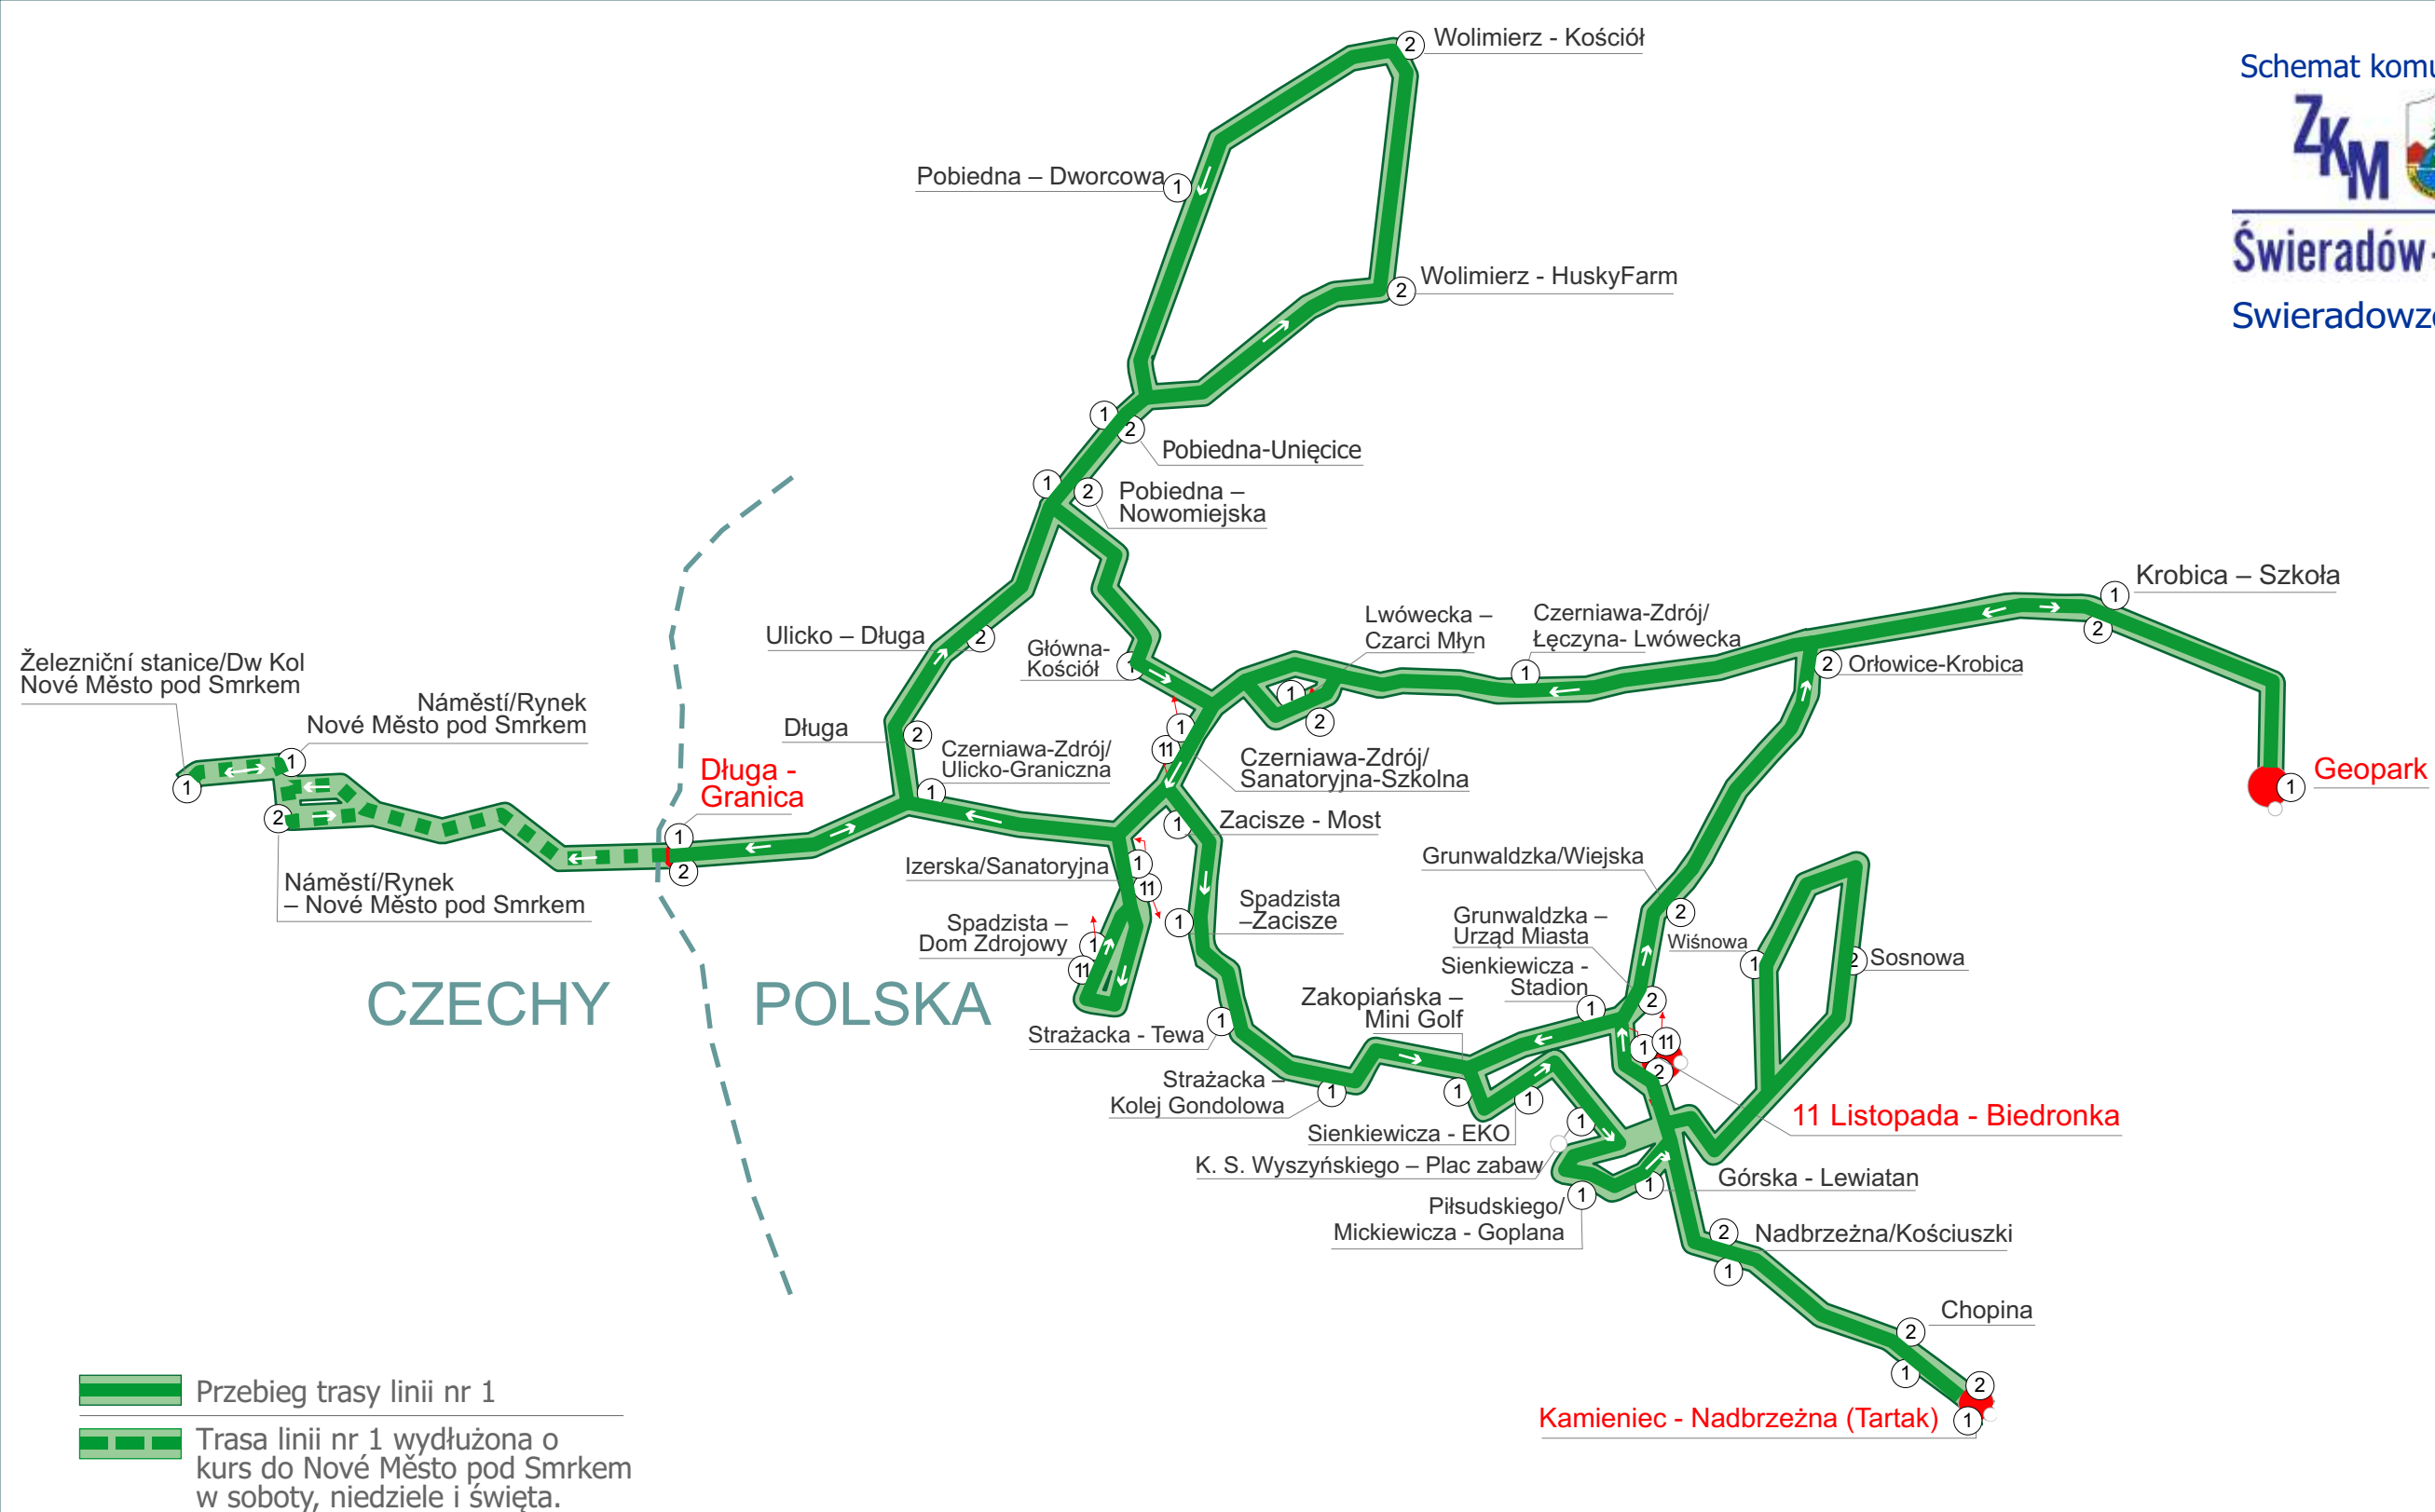 Wolimierz - Kościół
Schemat komu
ZKM
Świeradów-
Swieradowz
Pobiedna – Dworcowa
Wolimierz - HuskyFarm
Pobiedna-Unięcice
Pobiedna –
Nowomiejska
Krobica – Szkoła
Ulicko – Długa
Główna-
Kościół
Lwówecka –
Czarci Młyn
Czerniawa-Zdrój/
Łęczyna- Lwówecka
Orłowice-Krobica
Železniční stanice/Dw Kol
Nové Město pod Smrkem
Náměstí/Rynek
Nové Město pod Smrkem
Długa
Czerniawa-Zdrój/
Ulicko-Graniczna
Czerniawa-Zdrój/
Sanatoryjna-Szkolna
Długa -
Granica
Geopark
Zacisze - Most
Izerska/Sanatoryjna
Grunwaldzka/Wiejska
Náměstí/Rynek
– Nové Město pod Smrkem
Spadzista –
Dom Zdrojowy
Spadzista
–Zacisze
Grunwaldzka –
Urząd Miasta
Wiśnowa
Sosnowa
Sienkiewicza -
Stadion
CZECHY
POLSKA
Zakopiańska –
Mini Golf
Strażacka - Tewa
Strażacka –
Kolej Gondolowa
11 Listopada - Biedronka
Sienkiewicza - EKO
K. S. Wyszyńskiego – Plac zabaw
Górska - Lewiatan
Piłsudskiego/
Mickiewicza - Goplana
Nadbrzeżna/Kościuszki
Chopina
Kamieniec - Nadbrzeżna (Tartak)
Przebieg trasy linii nr 1
Trasa linii nr 1 wydłużona o
kurs do Nové Město pod Smrkem
w soboty, niedziele i święta.